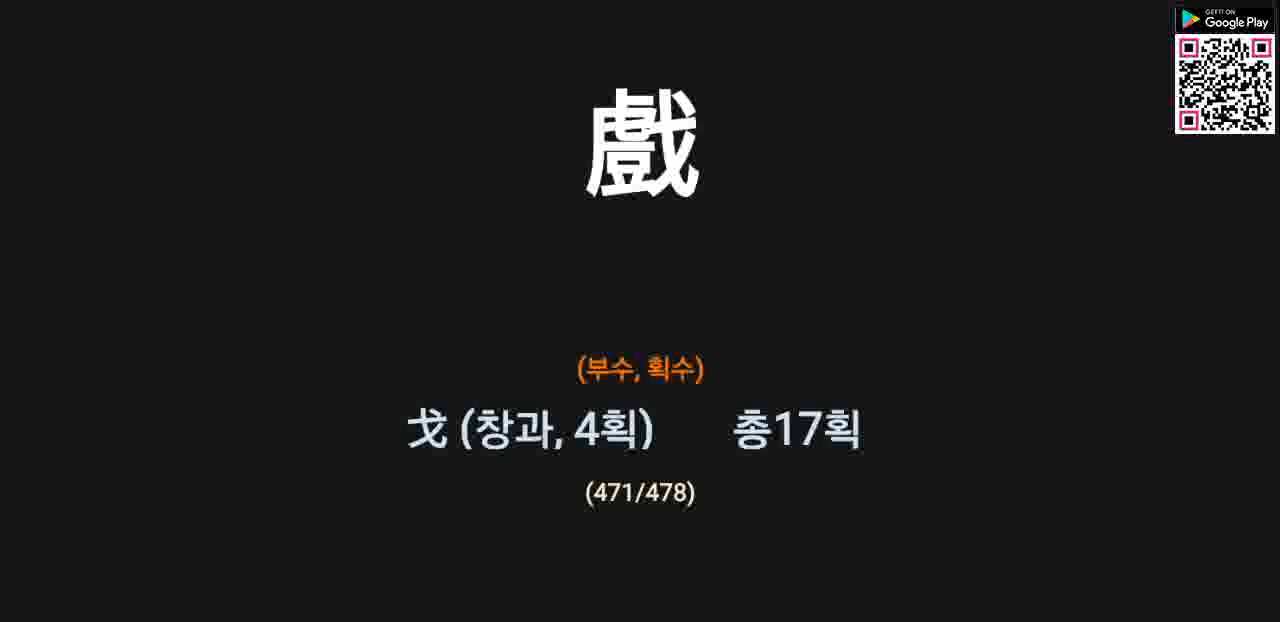 GET IT ON
Google Play
戲
(부수, 획수)
戈 (창과, 4획) 총17획
(471/478)